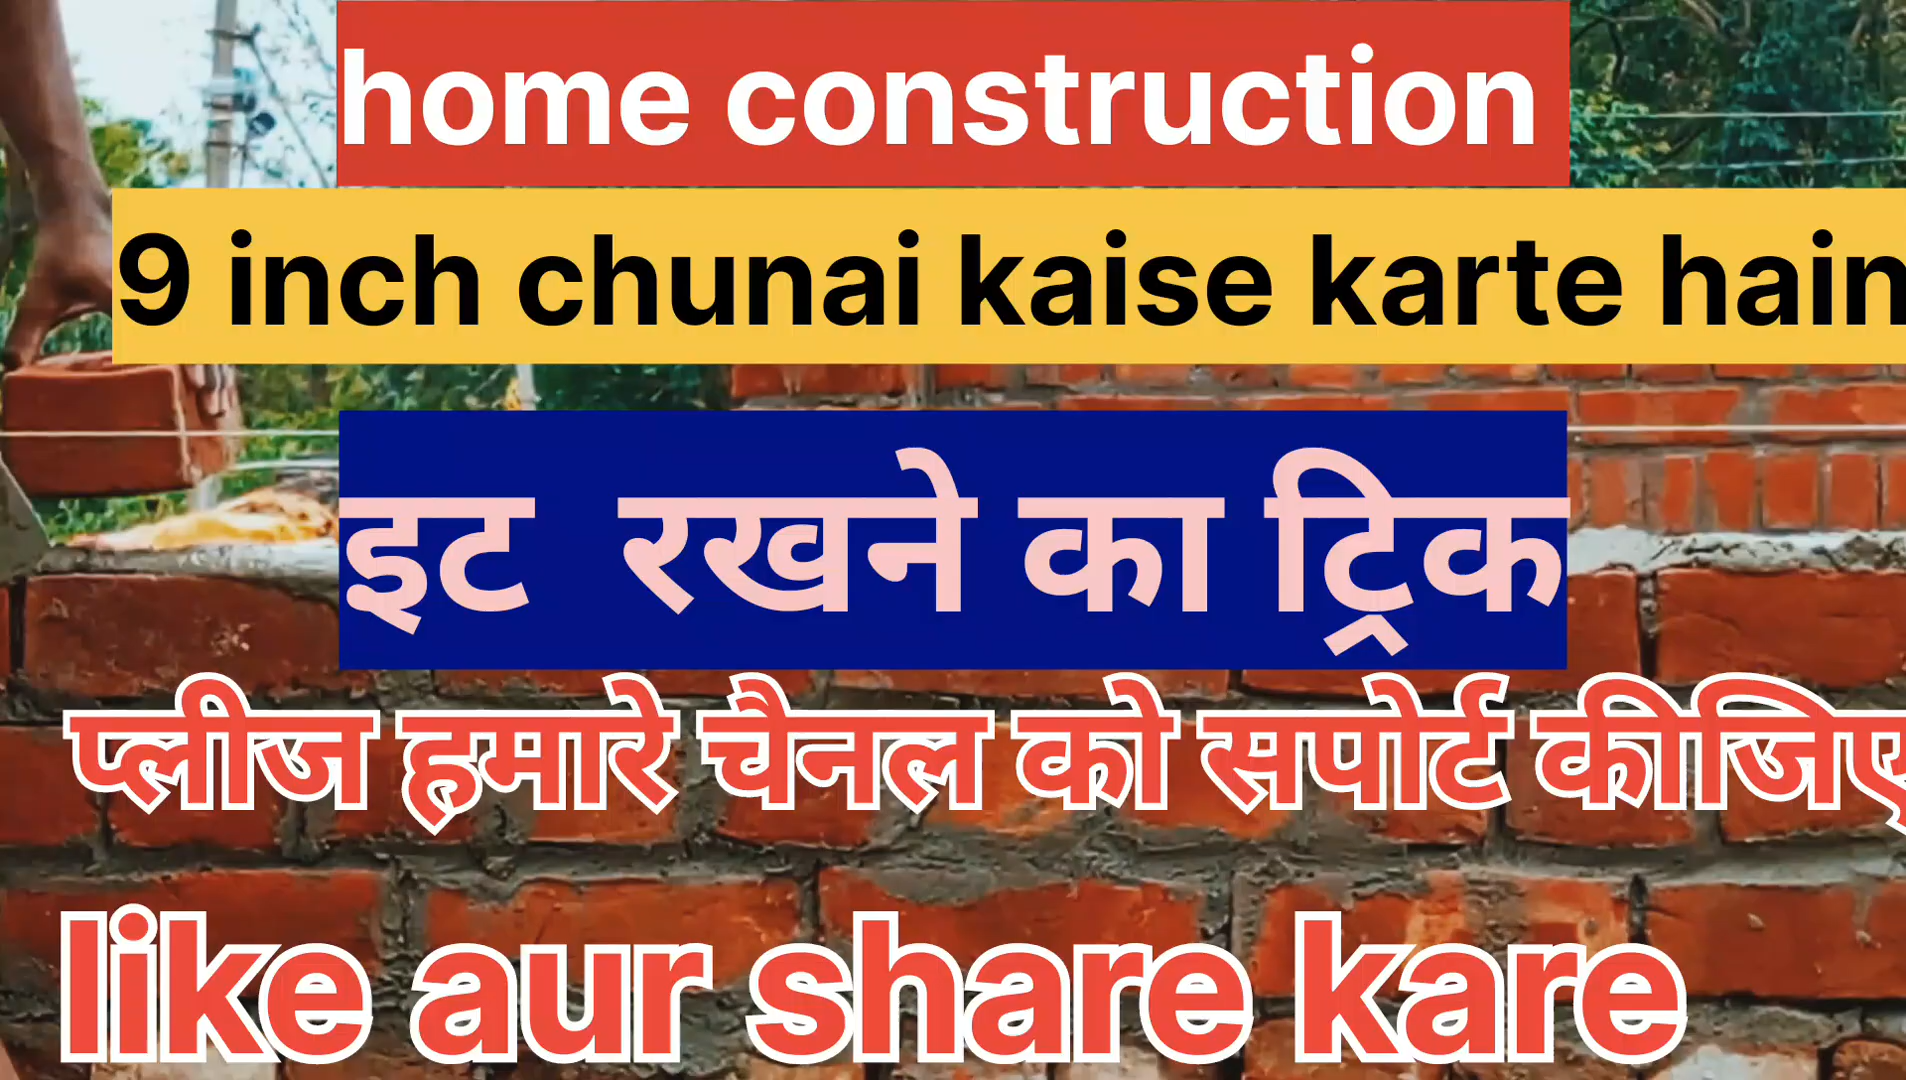 home construction
9 inch chunai kaise karte hain
इट रखने का ट्रिक
प्लीज हमारे चैनल को सपोर्ट कीजिए
like aur share kare